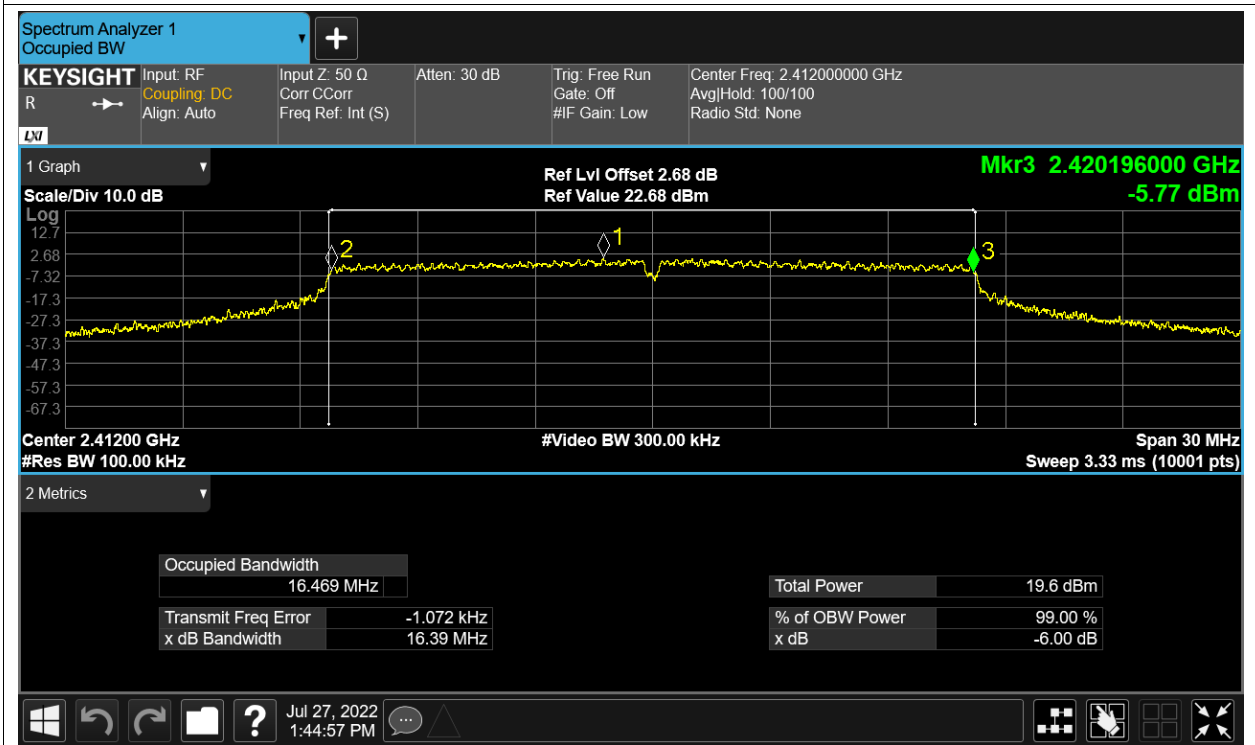 Spectrum Analyzer 1
Occupied BW
KEYSIGHT
R
LXI
Input: RF
Coupling: DC
Align: Auto
Input Z: 50 Ω
Corr CCorr
Freq Ref: Int (S)
Atten: 30 dB
Trig: Free Run
Gate: Off
#IF Gain: Low
Center Freq: 2.412000000 GHz
Avg|Hold: 100/100
Radio Std: None
1 Graph
Scale/Div 10.0 dB
Ref Lvl Offset 2.68 dB
Ref Value 22.68 dBm
Mkr3 2.420196000 GHz
-5.77 dBm
Log
12.7
2.68
-7.32
-17.3
-27.3
-37.3
-47.3
-57.3
-67.3
2
1
3
Center 2.41200 GHz
#Video BW 300.00 kHz
Span 30 MHz
#Res BW 100.00 kHz
Sweep 3.33 ms (10001 pts)
2 Metrics
Occupied Bandwidth
16.469 MHz
Total Power 19.6 dBm
Transmit Freq Error -1.072 kHz
% of OBW Power 99.00 %
x dB Bandwidth 16.39 MHz
x dB -6.00 dB
?
Jul 27, 2022
1:44:57 PM